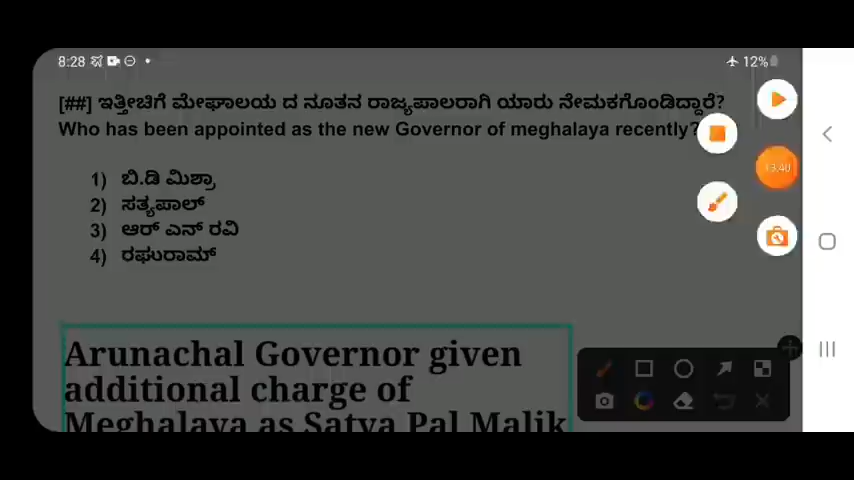 8:28
12%
[##] ಇತ್ತೀಚಿಗೆ ಮೇಘಾಲಯ ದ ನೂತನ ರಾಜ್ಯಪಾಲರಾಗಿ ಯಾರು ನೇಮಕಗೊಂಡಿದ್ದಾರೆ?
Who has been appointed as the new Governor of meghalaya recently?
1) ಬಿ.ಡಿ ಮಿಶ್ರಾ
2) ಸತ್ಯಪಾಲ್
3) ಆರ್ ಎನ್ ರವಿ
4) ರಘುರಾಮ್
13:40
Arunachal Governor given
additional charge of
Meghalaya as Satya Pal Malik